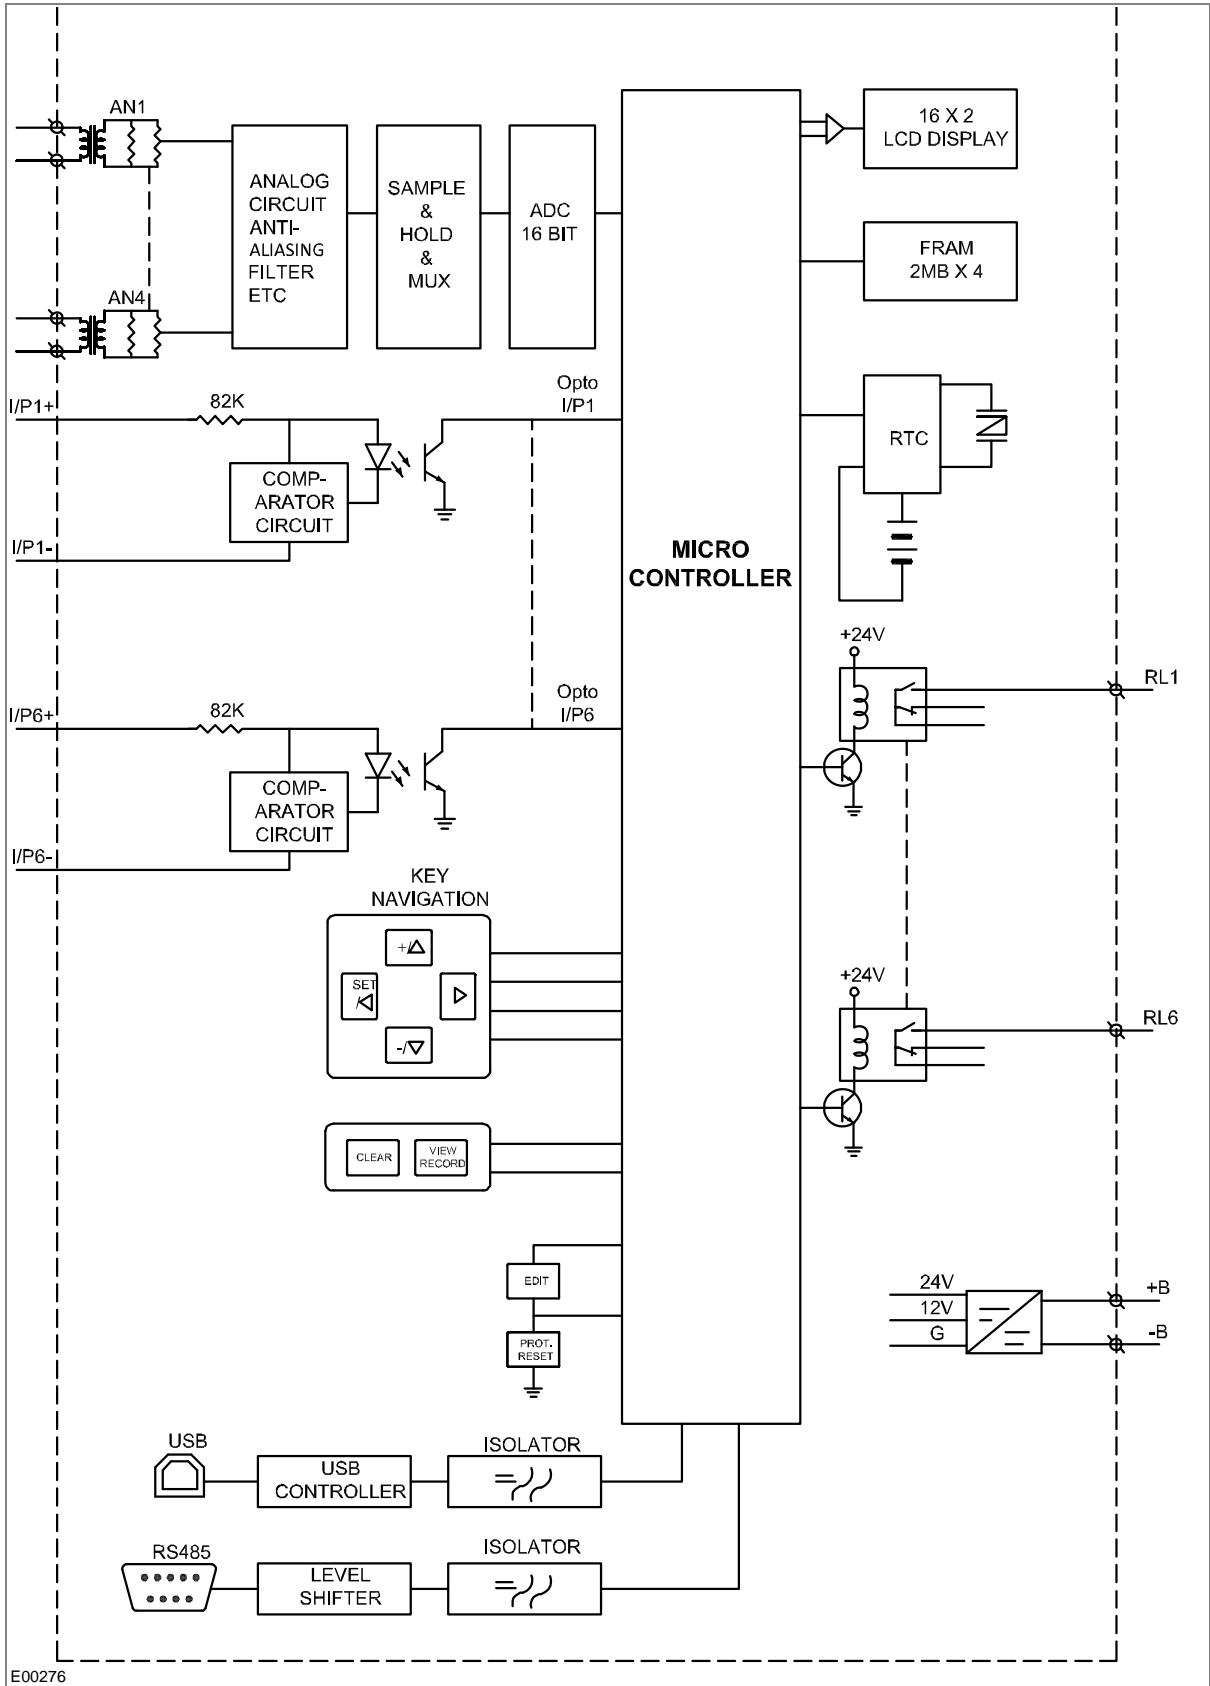 AN1
ANALOG
CIRCUIT
ANTI-
ALIASING
FILTER
ETC
SAMPLE
&
HOLD
&
MUX
ADC
16 BIT
16 X 2
LCD DISPLAY
FRAM
2MB X 4
AN4
I/P1+
82K
Opto
I/P1
COMP-
ARATOR
CIRCUIT
I/P1-
RTC
MICRO
CONTROLLER
+24V
RL1
I/P6+
82K
Opto
I/P6
COMP-
ARATOR
CIRCUIT
I/P6-
KEY
NAVIGATION
+/△
SET
/◁
▷
-/▽
+24V
RL6
CLEAR
VIEW
RECORD
EDIT
PROT.
RESET
24V
12V
G
+B
-B
USB
USB
CONTROLLER
ISOLATOR
RS485
LEVEL
SHIFTER
ISOLATOR
E00276